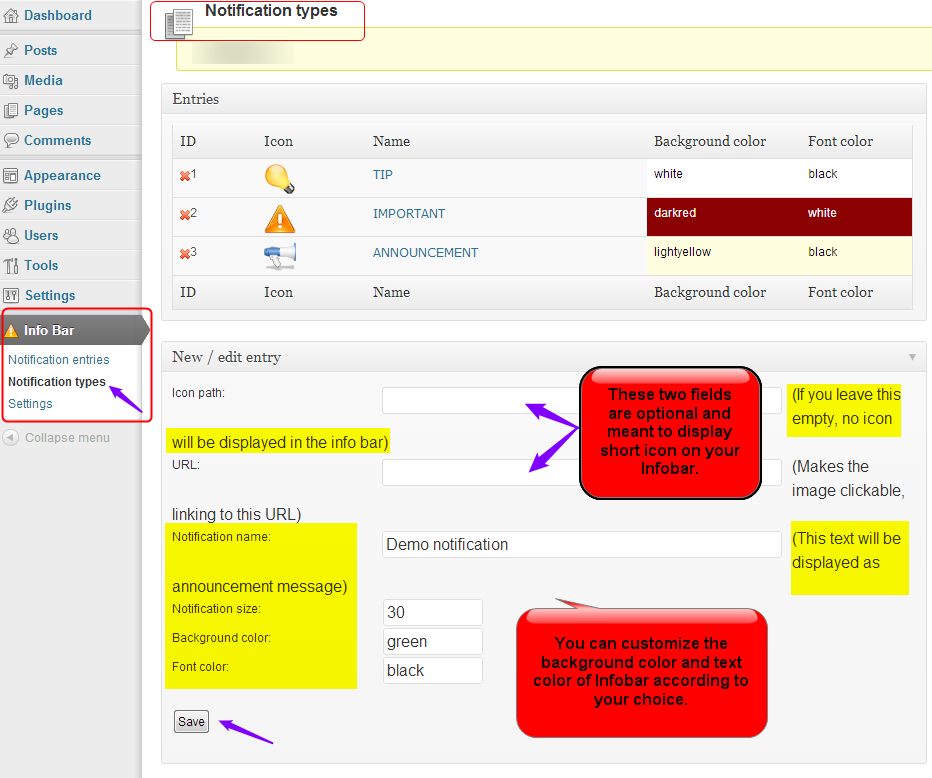 Dashboard
Posts
Media
Pages
Comments
Appearance
Plugins
Users
Tools
Settings
Info Bar
Notification entries
Notification types
Settings
Collapse menu
Notification types
Entries
ID Icon Name Background color Font color
1 TIP white black
2 IMPORTANT darkred white
3 ANNOUNCEMENT lightyellow black
ID Icon Name Background color Font color
New / edit entry
Icon path: (If you leave this
empty, no icon
will be displayed in the info bar)
These two fields
are optional and
meant to display
short icon on your
Infobar.
URL: (Makes the
image clickable,
linking to this URL)
Notification name: Demo notification (This text will be
displayed as
announcement message)
Notification size: 30
Background color: green
Font color: black
You can customize the
background color and text
color of Infobar according to
your choice.
Save